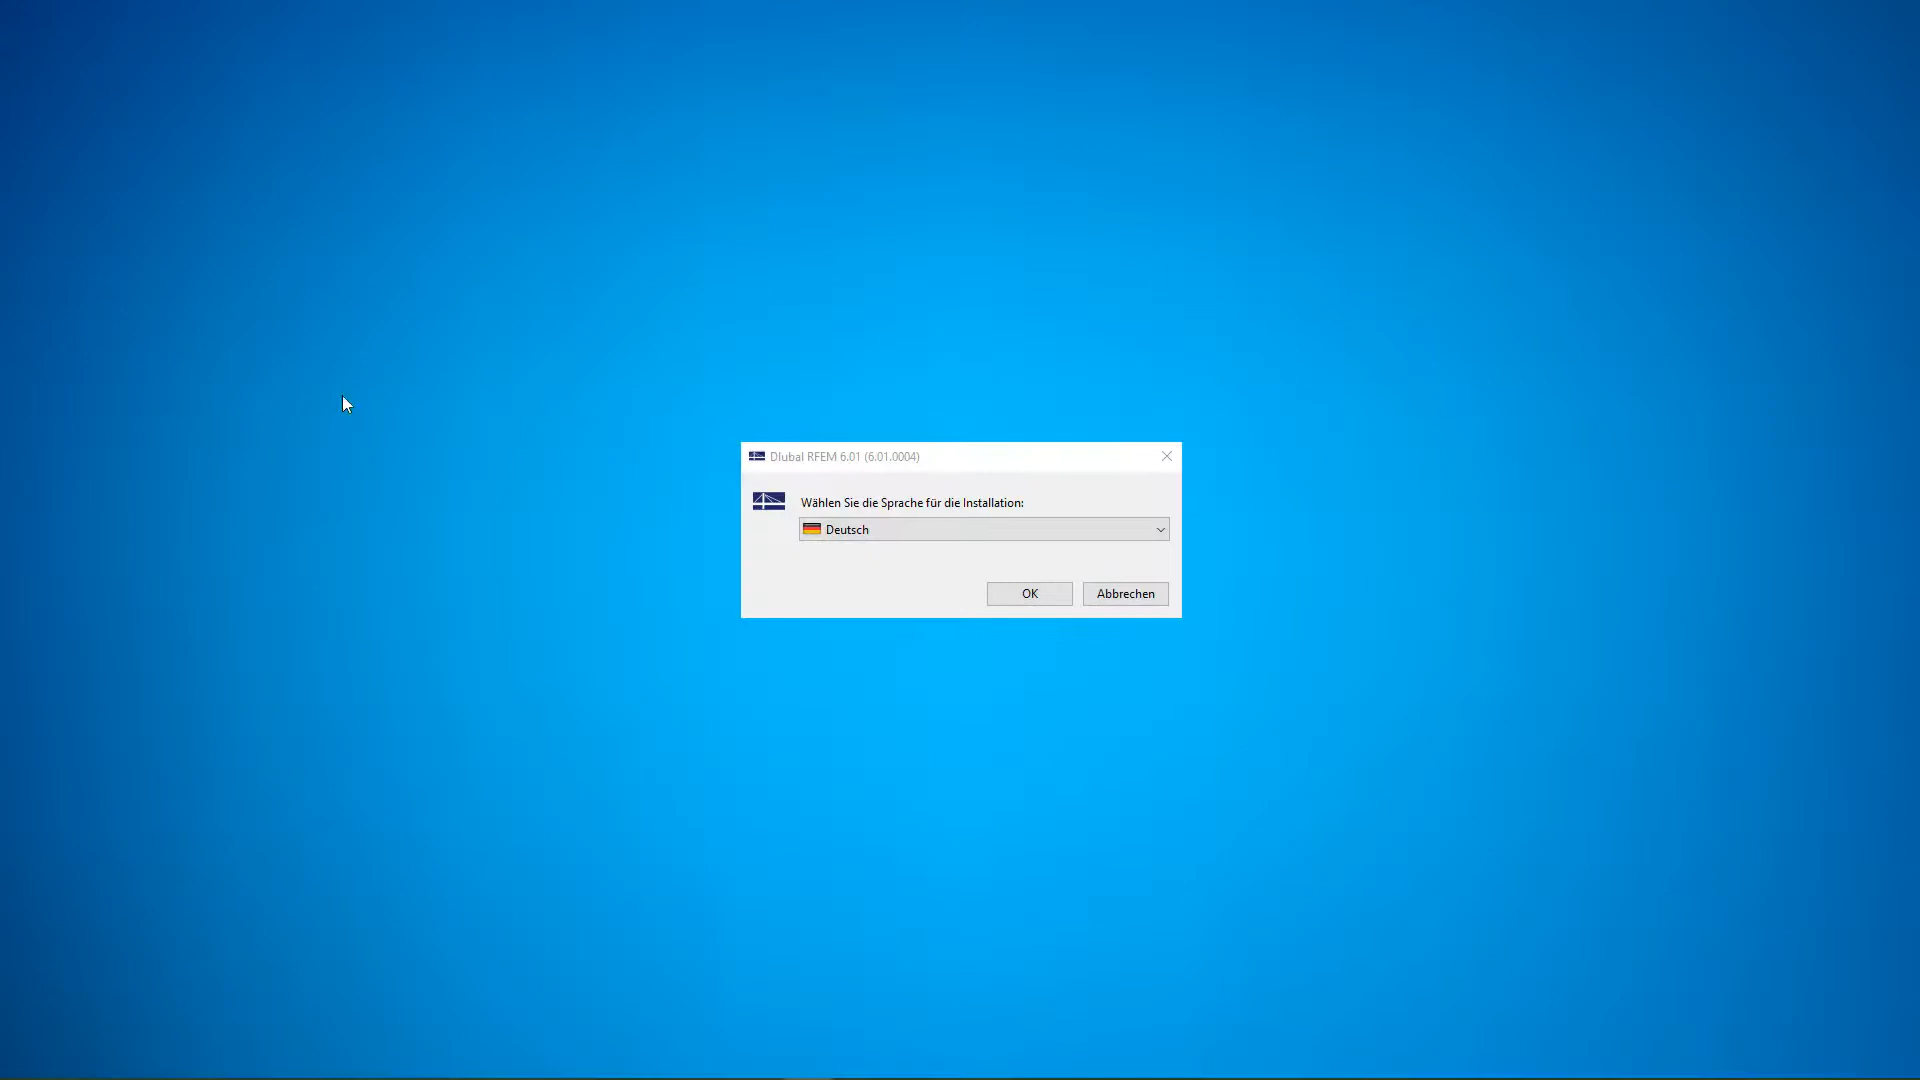 Dlubal RFEM 6.01 (6.01.0004)
Wählen Sie die Sprache für die Installation:
Deutsch
OK
Abbrechen